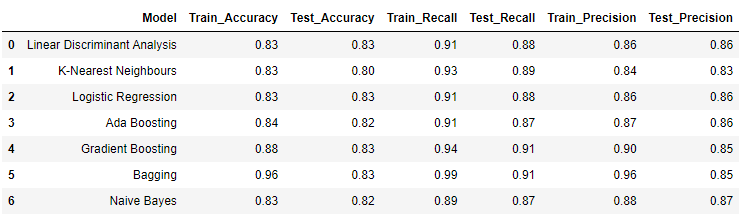 Model Train_Accuracy Test_Accuracy Train_Recall Test_Recall Train_Precision Test_Precision
0 Linear Discriminant Analysis 0.83 0.83 0.91 0.88 0.86 0.86
1 K-Nearest Neighbours 0.83 0.80 0.93 0.89 0.84 0.83
2 Logistic Regression 0.83 0.83 0.91 0.88 0.86 0.86
3 Ada Boosting 0.84 0.82 0.91 0.87 0.87 0.86
4 Gradient Boosting 0.88 0.83 0.94 0.91 0.90 0.85
5 Bagging 0.96 0.83 0.99 0.91 0.96 0.85
6 Naive Bayes 0.83 0.82 0.89 0.87 0.88 0.87